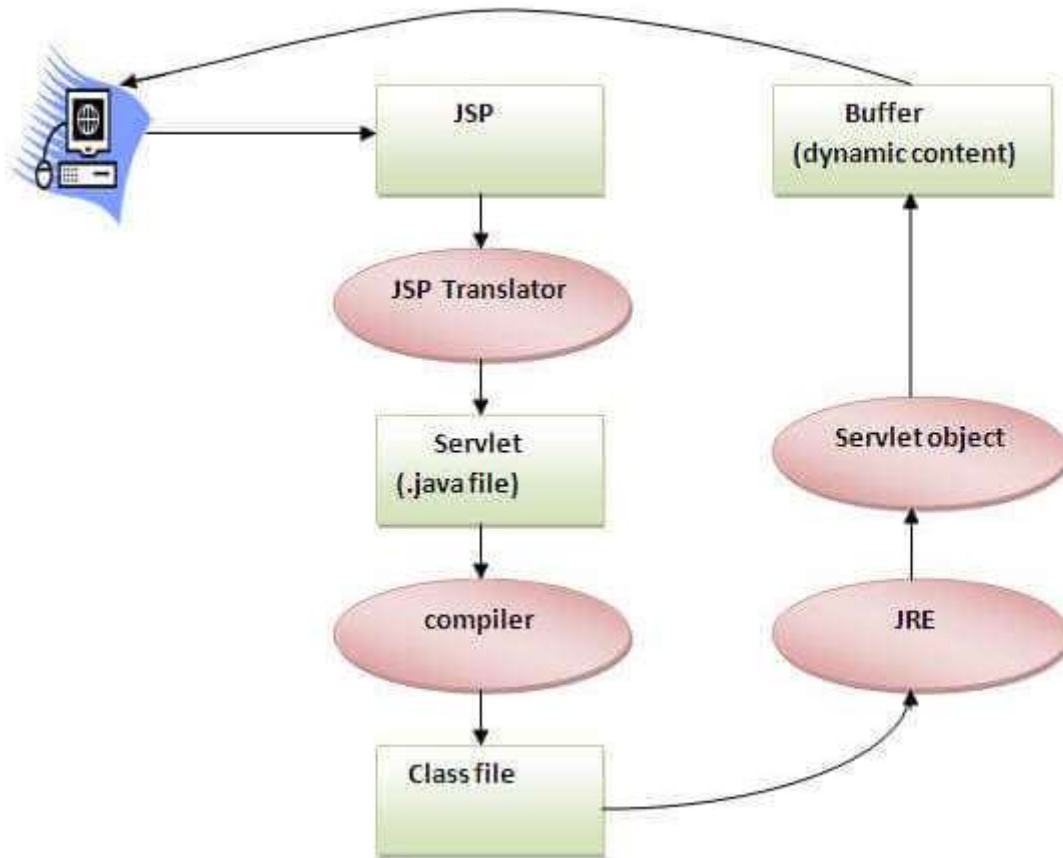 JSP
Buffer
(dynamic content)
JSP Translator
Servlet
(.java file)
Servlet object
compiler
JRE
Class file